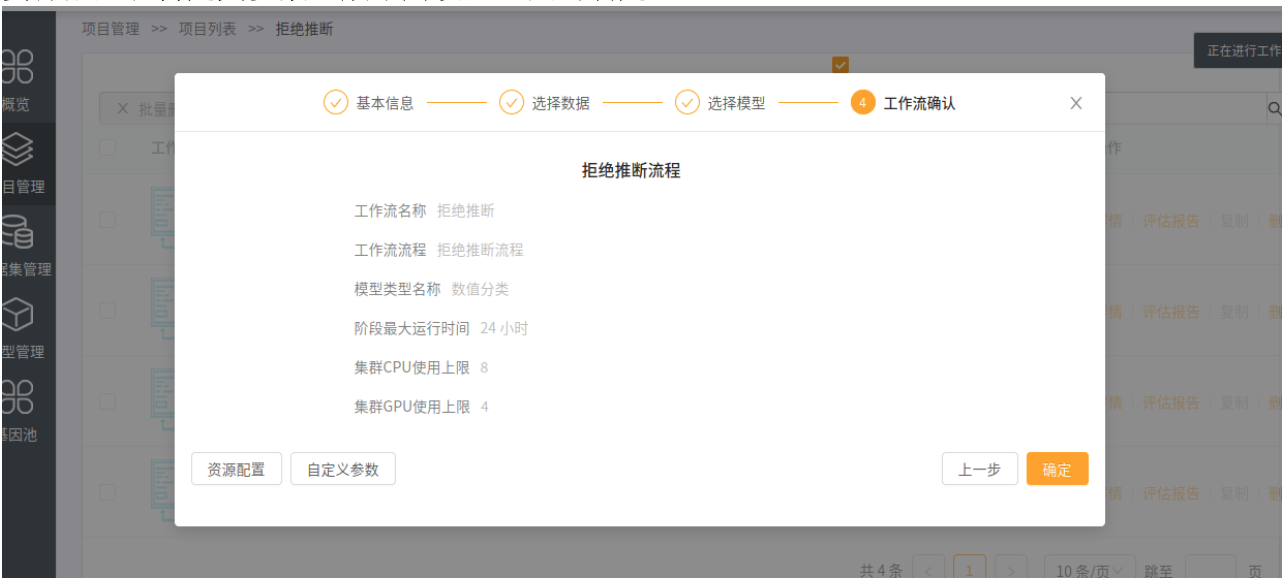 项目管理 >> 项目列表 >> 拒绝推断
正在进行工作
概览
批量
基本信息
选择数据
选择模型
4 工作流确认
拒绝推断流程
目管理
工作流名称 拒绝推断
工作流流程 拒绝推断流程
模型类型名称 数值分类
阶段最大运行时间 24 小时
集群CPU使用上限 8
集群GPU使用上限 4
情 评估报告 复制
据集管理
情 评估报告 复制
型管理
情 评估报告 复制
基因池
资源配置 自定义参数 上一步 确定
情 评估报告 复制
共 4 条 < 1 > 10 条/页 跳至 页